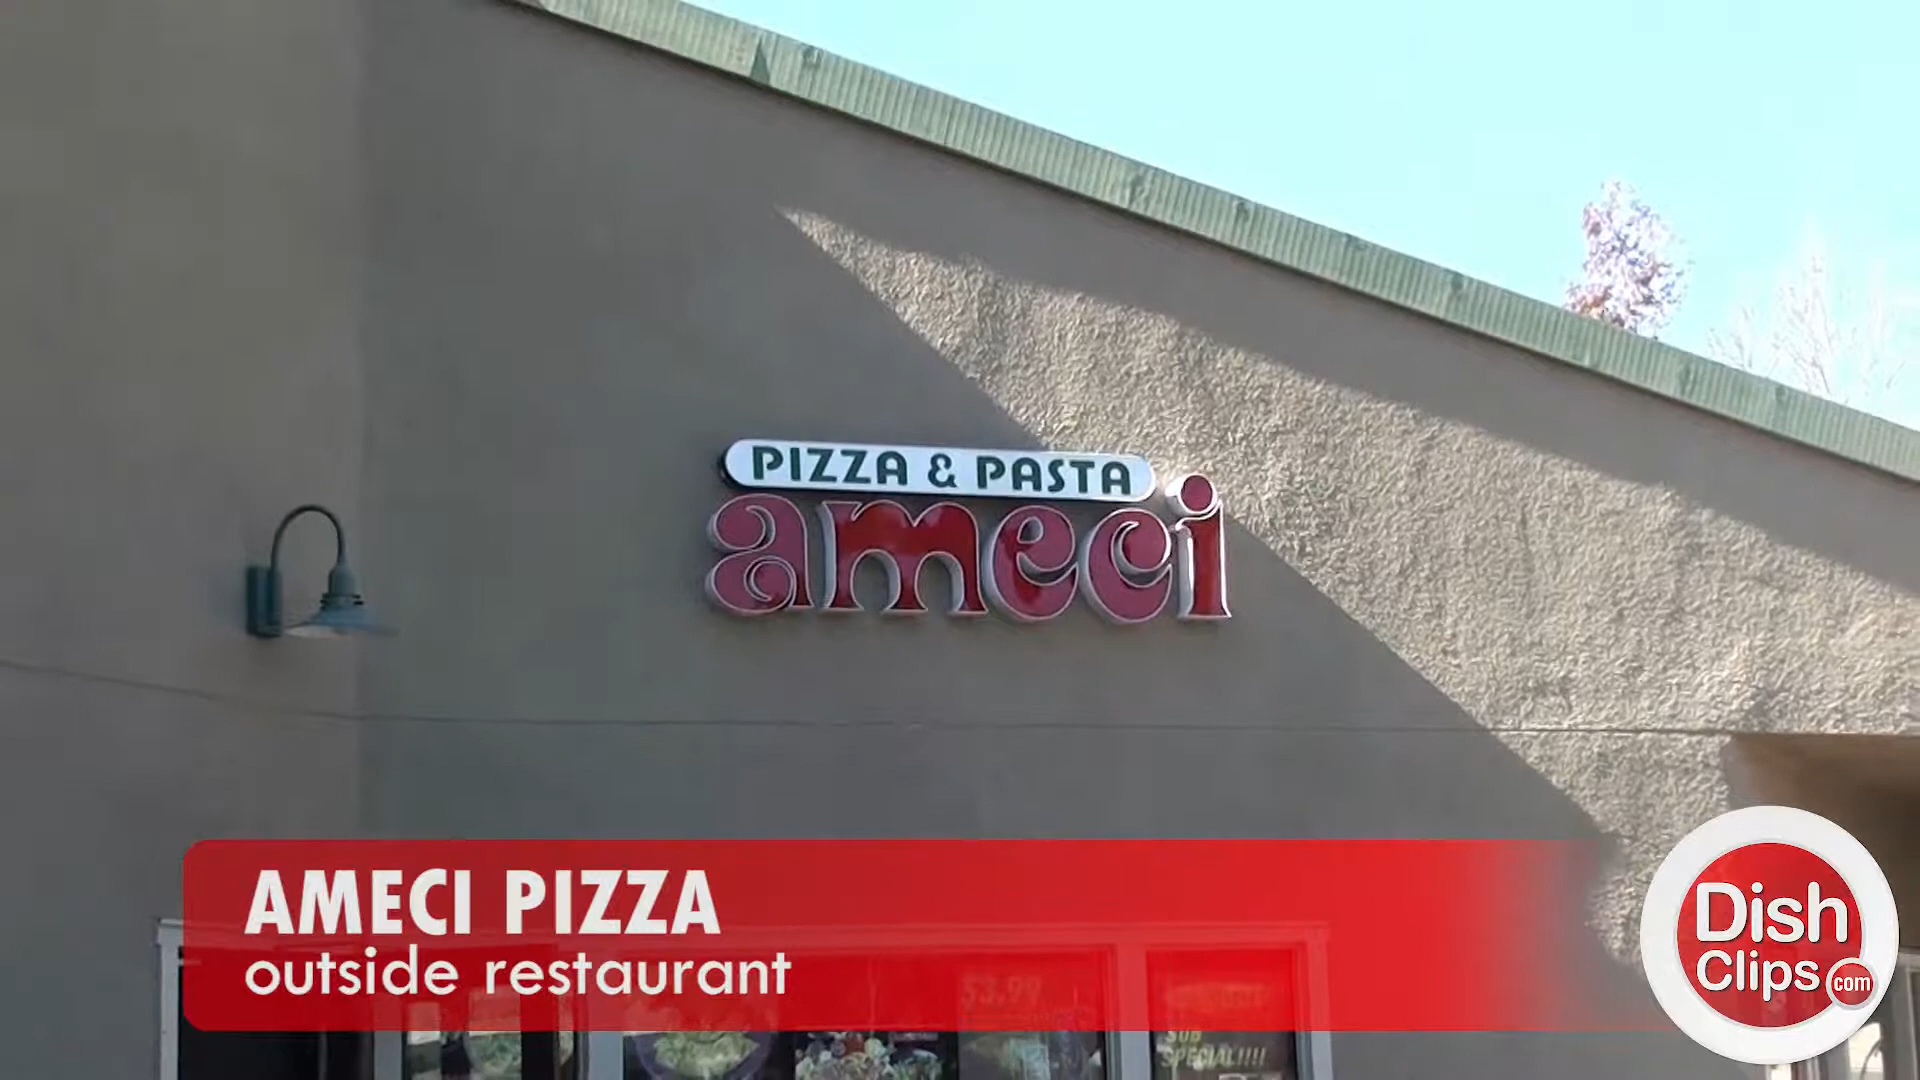 PIZZA & PASTA
ameci
AMECI PIZZA
outside restaurant
$3.99
SUB
SPECIAL!!!!
Dish
Clips
com